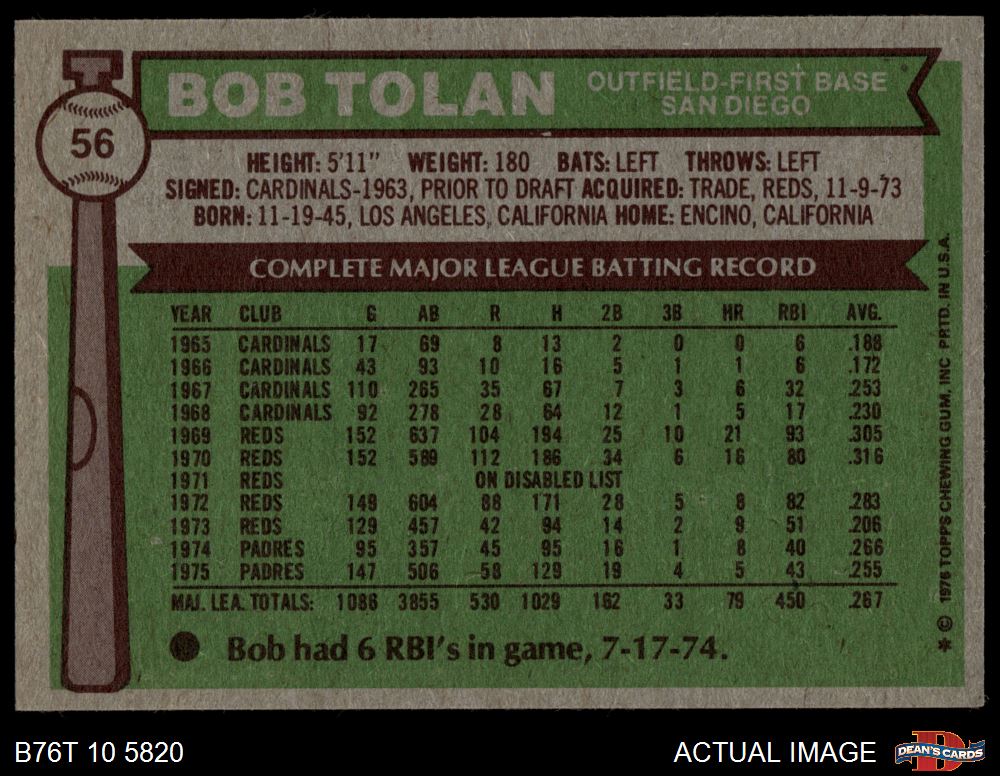 BOB TOLAN OUTFIELD-FIRST BASE
SAN DIEGO
56
HEIGHT: 5'11" WEIGHT: 180 BATS: LEFT THROWS: LEFT
SIGNED: CARDINALS-1963, PRIOR TO DRAFT ACQUIRED: TRADE, REDS, 11-9-73
BORN: 11-19-45, LOS ANGELES, CALIFORNIA HOME: ENCINO, CALIFORNIA
COMPLETE MAJOR LEAGUE BATTING RECORD
YEAR CLUB G AB R H 2B 3B HR RBI AVG.
1965 CARDINALS 17 69 8 13 2 0 0 6 .188
1966 CARDINALS 43 93 10 16 5 1 1 6 .172
1967 CARDINALS 110 265 35 67 7 3 6 32 .253
1968 CARDINALS 92 278 28 64 12 1 5 17 .230
1969 REDS 152 637 104 194 25 10 21 93 .305
1970 REDS 152 589 112 186 34 6 16 80 .316
1971 REDS ON DISABLED LIST
1972 REDS 149 604 88 171 28 5 8 82 .283
1973 REDS 129 457 42 94 14 2 9 51 .206
1974 PADRES 95 357 45 95 16 1 8 40 .266
1975 PADRES 147 506 58 129 19 4 5 43 .255
MAJ. LEA. TOTALS: 1086 3855 530 1029 162 33 79 450 .267
Bob had 6 RBI's in game, 7-17-74.
* © 1976 TOPPS CHEWING GUM, INC PRTD. IN U.S.A.
B76T 10 5820
ACTUAL IMAGE
DEAN'S CARDS